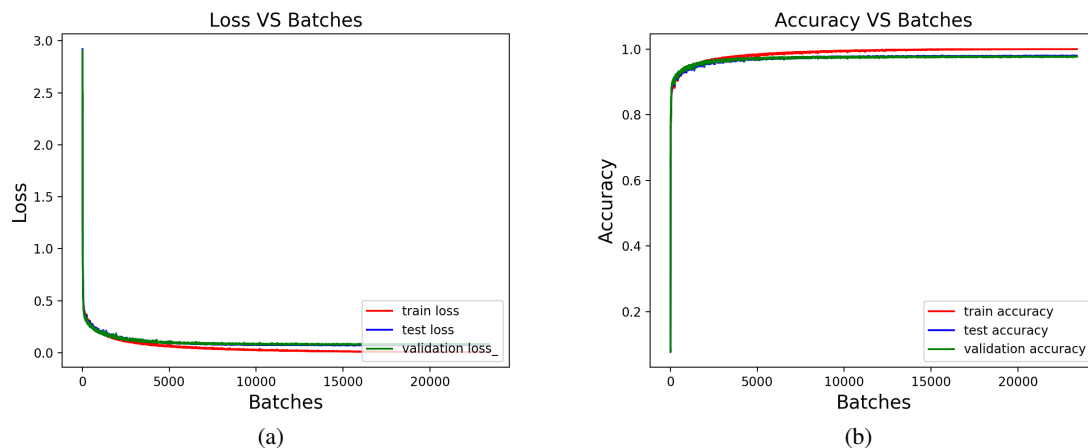 Loss VS Batches
3.0
2.5
2.0
1.5
1.0
0.5
0.0
Loss
train loss
test loss
validation loss_
0 5000 10000 15000 20000
Batches
(a)
Accuracy VS Batches
1.0
0.8
0.6
0.4
0.2
Accuracy
train accuracy
test accuracy
validation accuracy
0 5000 10000 15000 20000
Batches
(b)